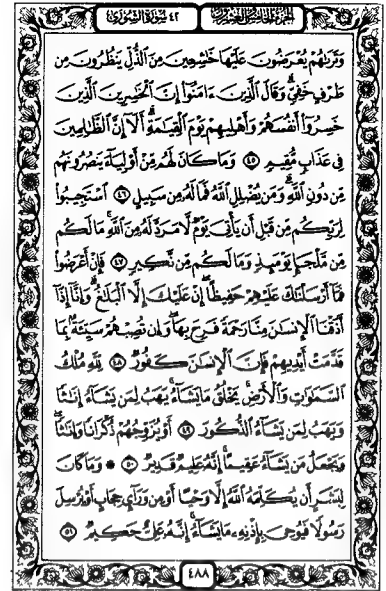 الجزء الخامس والعشرون ٤٢ سورة الشورى
وَتَرَىٰهُمْ يُعْرَضُونَ عَلَيْهَا خَٰشِعِينَ مِنَ ٱلذُّلِّ يَنظُرُونَ مِن
طَرْفٍ خَفِىٍّ وَقَالَ ٱلَّذِينَ ءَامَنُوٓا۟ إِنَّ ٱلْخَٰسِرِينَ ٱلَّذِينَ
خَسِرُوٓا۟ أَنفُسَهُمْ وَأَهْلِيهِمْ يَوْمَ ٱلْقِيَٰمَةِ أَلَآ إِنَّ ٱلظَّٰلِمِينَ
فِى عَذَابٍ مُّقِيمٍ ٤٥ وَمَا كَانَ لَهُم مِّنْ أَوْلِيَآءَ يَنصُرُونَهُم
مِّن دُونِ ٱللَّهِ وَمَن يُضْلِلِ ٱللَّهُ فَمَا لَهُۥ مِن سَبِيلٍ ٤٦ ٱسْتَجِيبُوا۟
لِرَبِّكُم مِّن قَبْلِ أَن يَأْتِىَ يَوْمٌ لَّا مَرَدَّ لَهُۥ مِنَ ٱللَّهِ مَا لَكُم
مِّن مَّلْجَإٍ يَوْمَئِذٍ وَمَا لَكُم مِّن نَّكِيرٍ ٤٧ فَإِنْ أَعْرَضُوا۟
فَمَآ أَرْسَلْنَٰكَ عَلَيْهِمْ حَفِيظًا إِنْ عَلَيْكَ إِلَّا ٱلْبَلَٰغُ وَإِنَّآ إِذَآ
أَذَقْنَا ٱلْإِنسَٰنَ مِنَّا رَحْمَةً فَرِحَ بِهَا وَإِن تُصِبْهُمْ سَيِّئَةٌۢ بِمَا
قَدَّمَتْ أَيْدِيهِمْ فَإِنَّ ٱلْإِنسَٰنَ كَفُورٌ ٤٨ لِّلَّهِ مُلْكُ
ٱلسَّمَٰوَٰتِ وَٱلْأَرْضِ يَخْلُقُ مَا يَشَآءُ يَهَبُ لِمَن يَشَآءُ إِنَٰثًا
وَيَهَبُ لِمَن يَشَآءُ ٱلذُّكُورَ ٤٩ أَوْ يُزَوِّجُهُمْ ذُكْرَانًا وَإِنَٰثًا
وَيَجْعَلُ مَن يَشَآءُ عَقِيمًا إِنَّهُۥ عَلِيمٌ قَدِيرٌ ٥٠ ۞ وَمَا كَانَ
لِبَشَرٍ أَن يُكَلِّمَهُ ٱللَّهُ إِلَّا وَحْيًا أَوْ مِن وَرَآئِ حِجَابٍ أَوْ يُرْسِلَ
رَسُولًا فَيُوحِىَ بِإِذْنِهِۦ مَا يَشَآءُ إِنَّهُۥ عَلِىٌّ حَكِيمٌ ٥١
٤٨٨